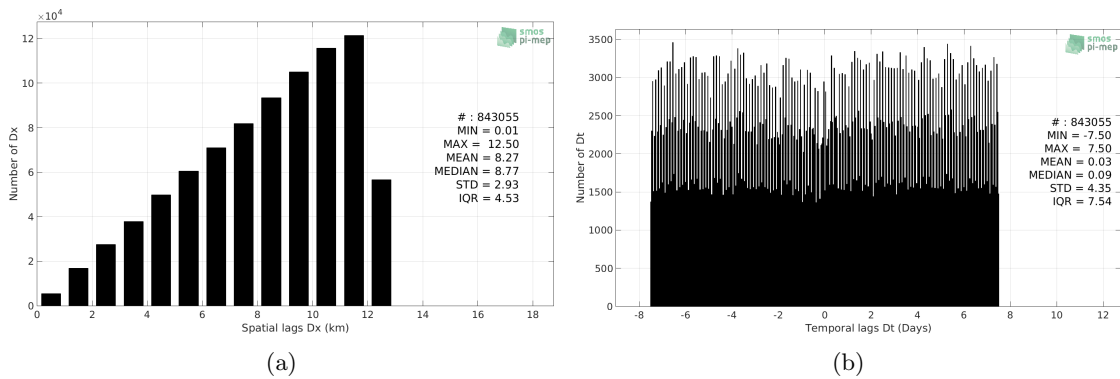 ×10⁴
12
10
8
6
4
2
0
0 2 4 6 8 10 12 14 16 18
Number of Dx
Spatial lags Dx (km)
smos
pi-mep
# : 843055
MIN = 0.01
MAX = 12.50
MEAN = 8.27
MEDIAN = 8.77
STD = 2.93
IQR = 4.53
(a)
3500
3000
2500
2000
1500
1000
500
0
-8 -6 -4 -2 0 2 4 6 8 10 12
Number of Dt
Temporal lags Dt (Days)
smos
pi-mep
# : 843055
MIN = -7.50
MAX = 7.50
MEAN = 0.03
MEDIAN = 0.09
STD = 4.35
IQR = 7.54
(b)